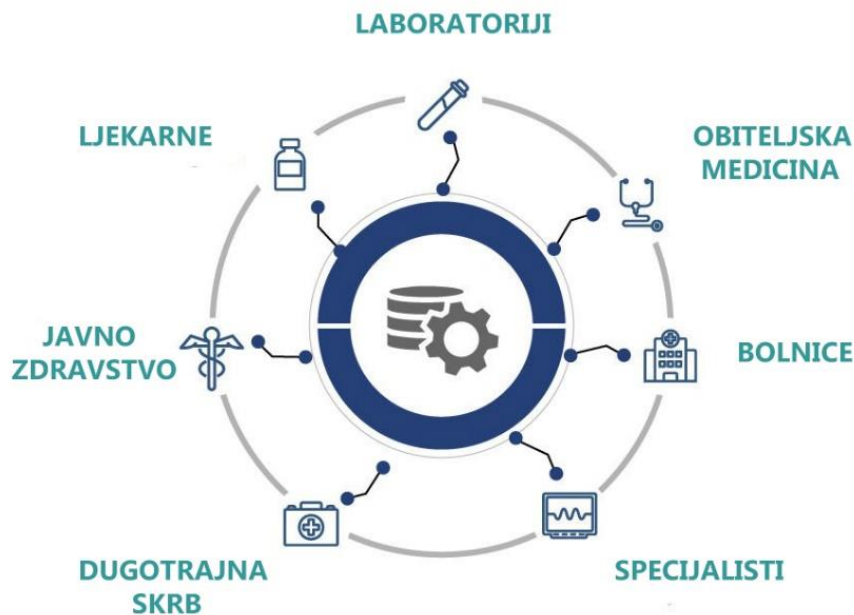 LABORATORIJI
LJEKARNE
OBITELJSKA
MEDICINA
JAVNO
ZDRAVSTVO
BOLNICE
DUGOTRAJNA
SKRB
SPECIJALISTI